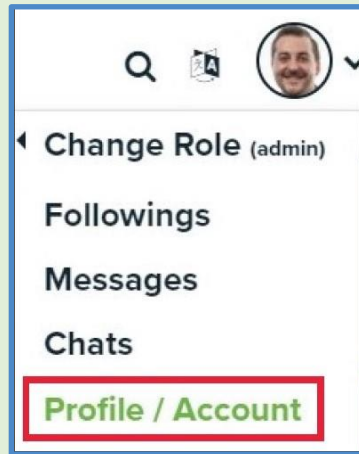 Change Role (admin)
Followings
Messages
Chats
Profile / Account